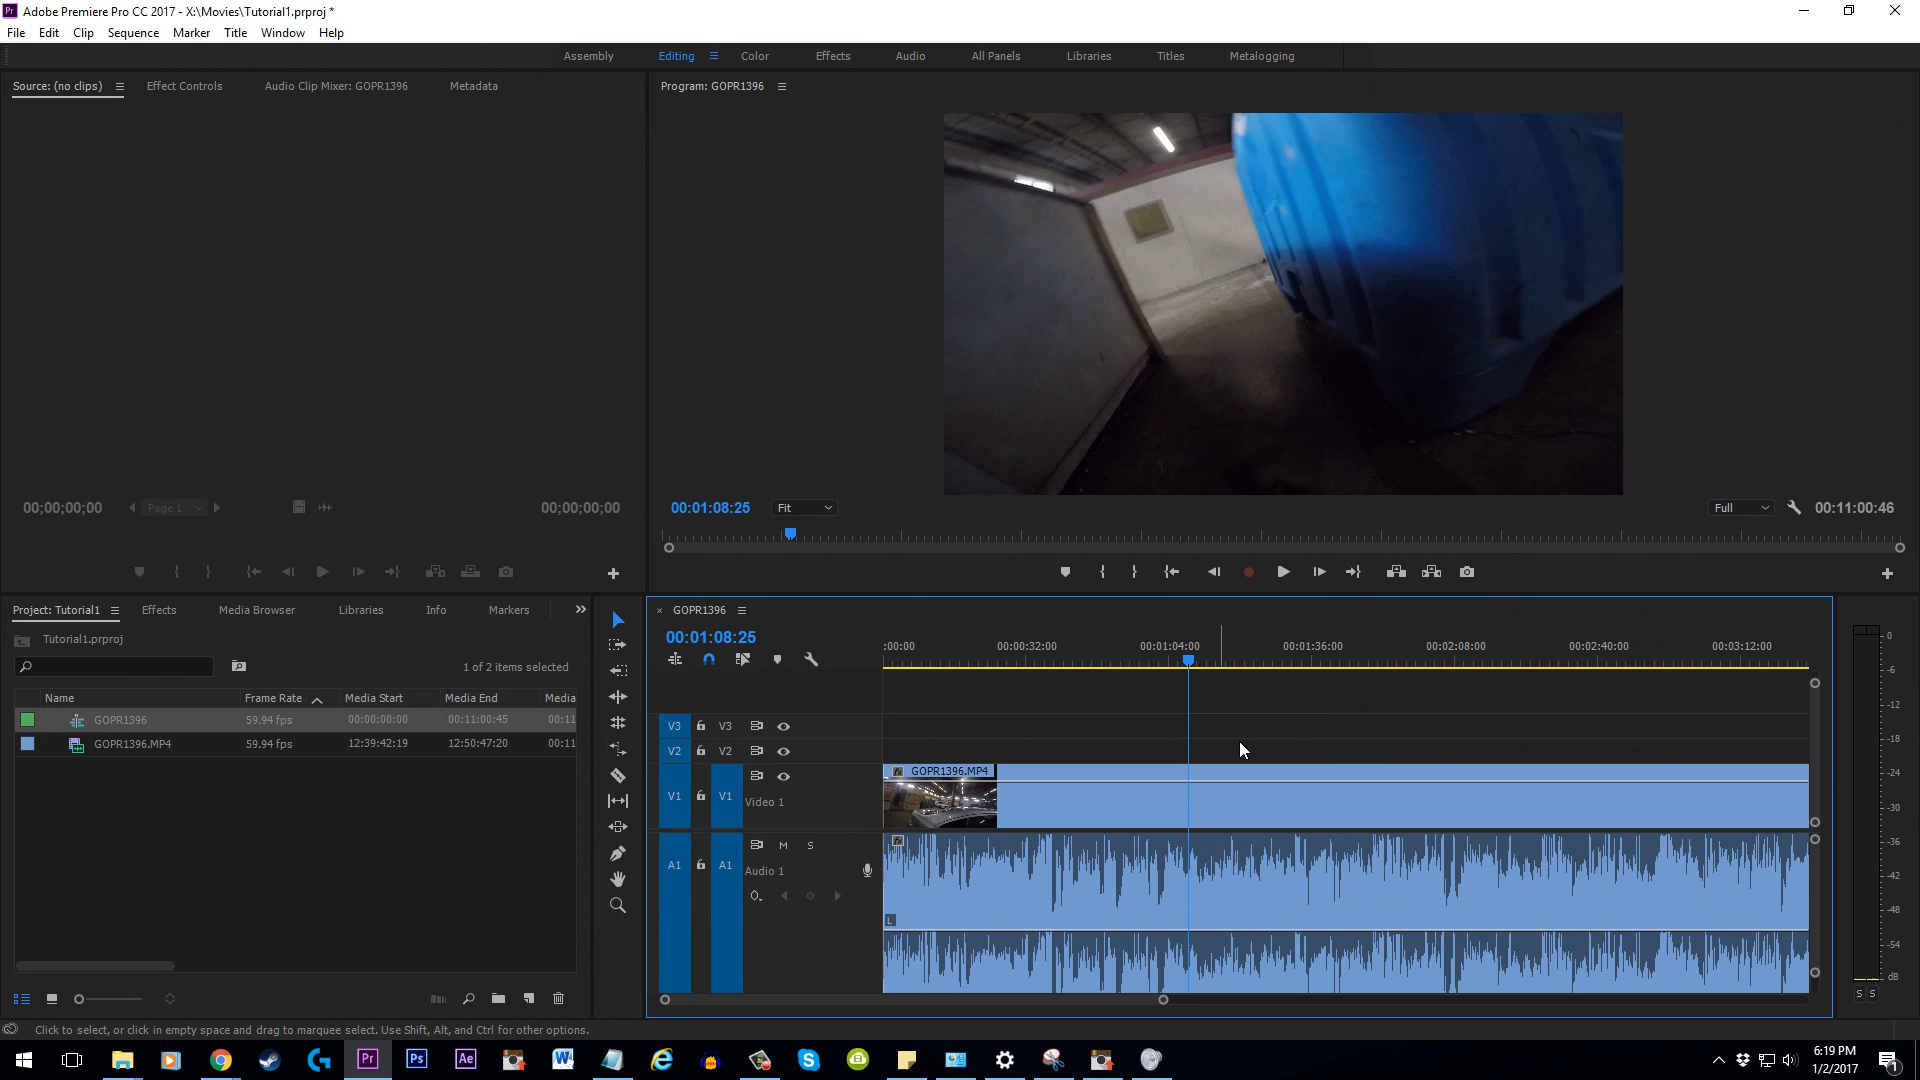 Pr Adobe Premiere Pro CC 2017 - X:\Movies\Tutorial1.prproj *
File Edit Clip Sequence Marker Title Window Help
Assembly Editing Color Effects Audio All Panels Libraries Titles Metalogging
Source: (no clips) Effect Controls Audio Clip Mixer: GOPR1396 Metadata
Program: GOPR1396
00;00;00;00 Page 1 00;00;00;00
00:01:08:25 Fit Full 00:11:00:46
Project: Tutorial1 Effects Media Browser Libraries Info Markers
Tutorial1.prproj
1 of 2 items selected
Name Frame Rate Media Start Media End Media
GOPR1396 59.94 fps 00:00:00:00 00:11:00:45 00:11
GOPR1396.MP4 59.94 fps 12:39:42:19 12:50:47:20 00:11
× GOPR1396
00:01:08:25
:00:00 00:00:32:00 00:01:04:00 00:01:36:00 00:02:08:00 00:02:40:00 00:03:12:00
V3 V3
V2 V2
V1 V1 Video 1
fx GOPR1396.MP4
A1 A1 M S
Audio 1
fx
L
0
-6
-12
-18
-24
-30
-36
-42
-48
-54
dB
S S
Click to select, or click in empty space and drag to marquee select. Use Shift, Alt, and Ctrl for other options.
Pr Ps Ae
6:19 PM
1/2/2017
1